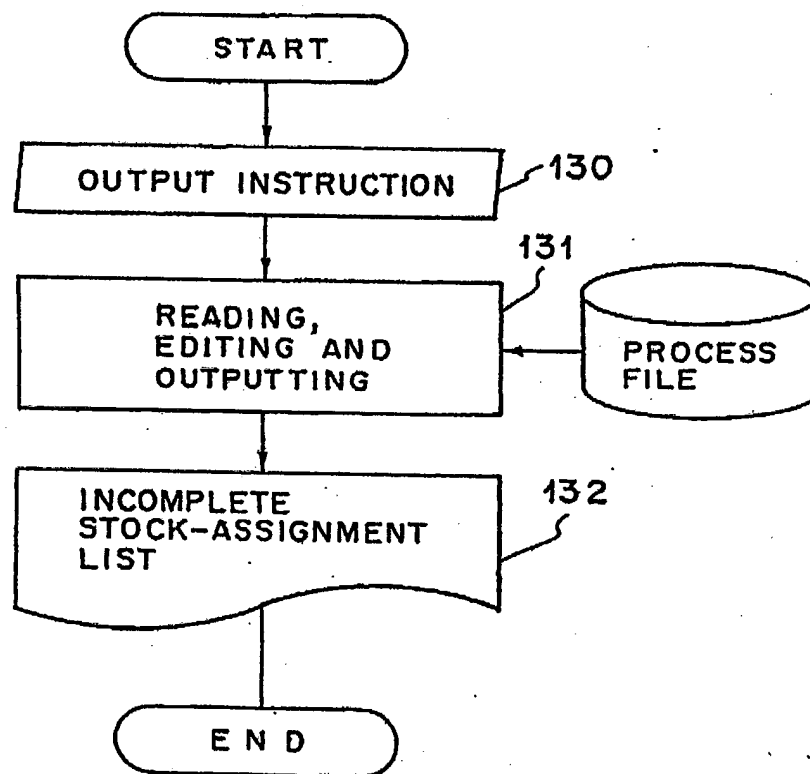 START
OUTPUT INSTRUCTION
130
131
READING,
EDITING AND
OUTPUTTING
PROCESS
FILE
132
INCOMPLETE
STOCK-ASSIGNMENT
LIST
END